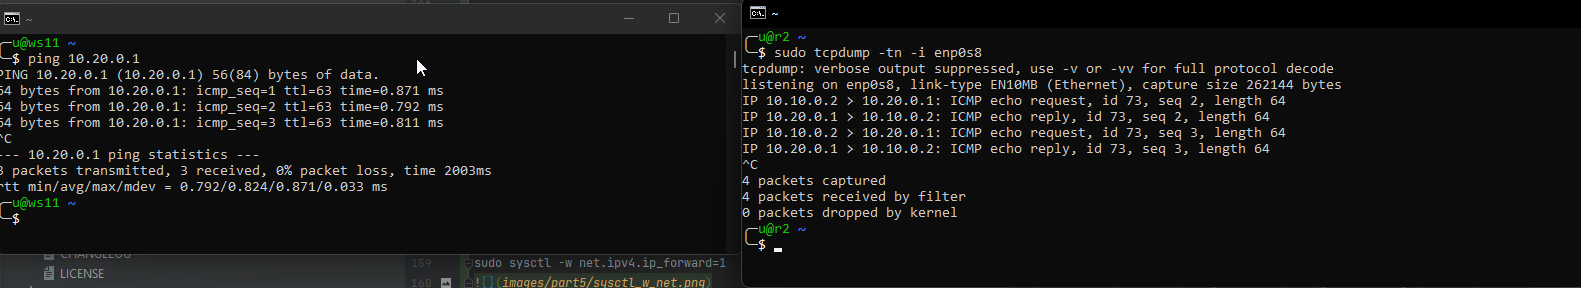 ~
u@ws11 ~
$ ping 10.20.0.1
PING 10.20.0.1 (10.20.0.1) 56(84) bytes of data.
64 bytes from 10.20.0.1: icmp_seq=1 ttl=63 time=0.871 ms
64 bytes from 10.20.0.1: icmp_seq=2 ttl=63 time=0.792 ms
64 bytes from 10.20.0.1: icmp_seq=3 ttl=63 time=0.811 ms
^C
--- 10.20.0.1 ping statistics ---
3 packets transmitted, 3 received, 0% packet loss, time 2003ms
rtt min/avg/max/mdev = 0.792/0.824/0.871/0.033 ms
u@ws11 ~
$
CHANGELOG
LICENSE
159 sudo sysctl -w net.ipv4.ip_forward=1
160 ![](images/part5/sysctl_w_net.png)
~
u@r2 ~
$ sudo tcpdump -tn -i enp0s8
tcpdump: verbose output suppressed, use -v or -vv for full protocol decode
listening on enp0s8, link-type EN10MB (Ethernet), capture size 262144 bytes
IP 10.10.0.2 > 10.20.0.1: ICMP echo request, id 73, seq 2, length 64
IP 10.20.0.1 > 10.10.0.2: ICMP echo reply, id 73, seq 2, length 64
IP 10.10.0.2 > 10.20.0.1: ICMP echo request, id 73, seq 3, length 64
IP 10.20.0.1 > 10.10.0.2: ICMP echo reply, id 73, seq 3, length 64
^C
4 packets captured
4 packets received by filter
0 packets dropped by kernel
u@r2 ~
$